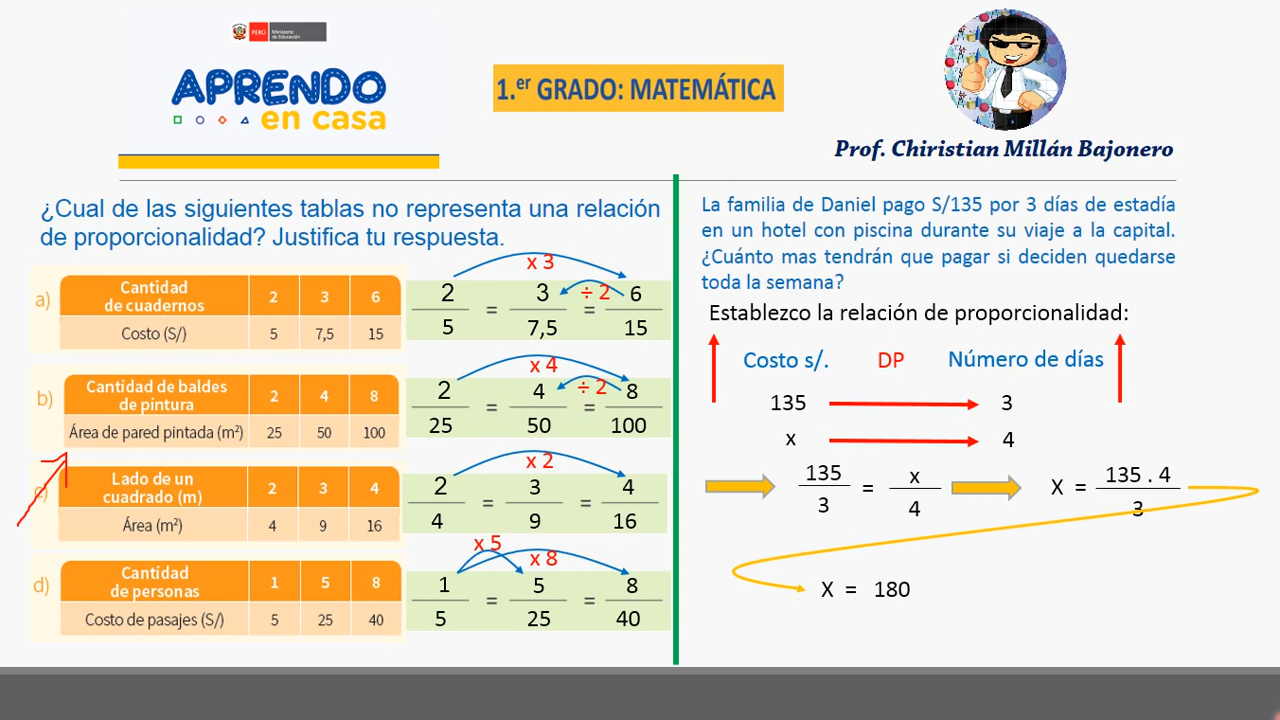 PERÚ Ministerio de Educación
APRENDO
en casa
1.er GRADO: MATEMÁTICA
Prof. Chiristian Millán Bajonero
¿Cual de las siguientes tablas no representa una relación
de proporcionalidad? Justifica tu respuesta.
a) Cantidad de cuadernos 2 3 6
Costo (S/) 5 7,5 15
x 3
÷ 2
2/5 = 3/7,5 = 6/15
b) Cantidad de baldes de pintura 2 4 8
Área de pared pintada (m²) 25 50 100
x 4
÷ 2
2/25 = 4/50 = 8/100
c) Lado de un cuadrado (m) 2 3 4
Área (m²) 4 9 16
x 2
2/4 = 3/9 = 4/16
d) Cantidad de personas 1 5 8
Costo de pasajes (S/) 5 25 40
x 5
x 8
1/5 = 5/25 = 8/40
La familia de Daniel pago S/135 por 3 días de estadía
en un hotel con piscina durante su viaje a la capital.
¿Cuánto mas tendrán que pagar si deciden quedarse
toda la semana?
Establezco la relación de proporcionalidad:
Costo s/. DP Número de días
135 3
x 4
135/3 = x/4
X = 135 . 4/3
X = 180